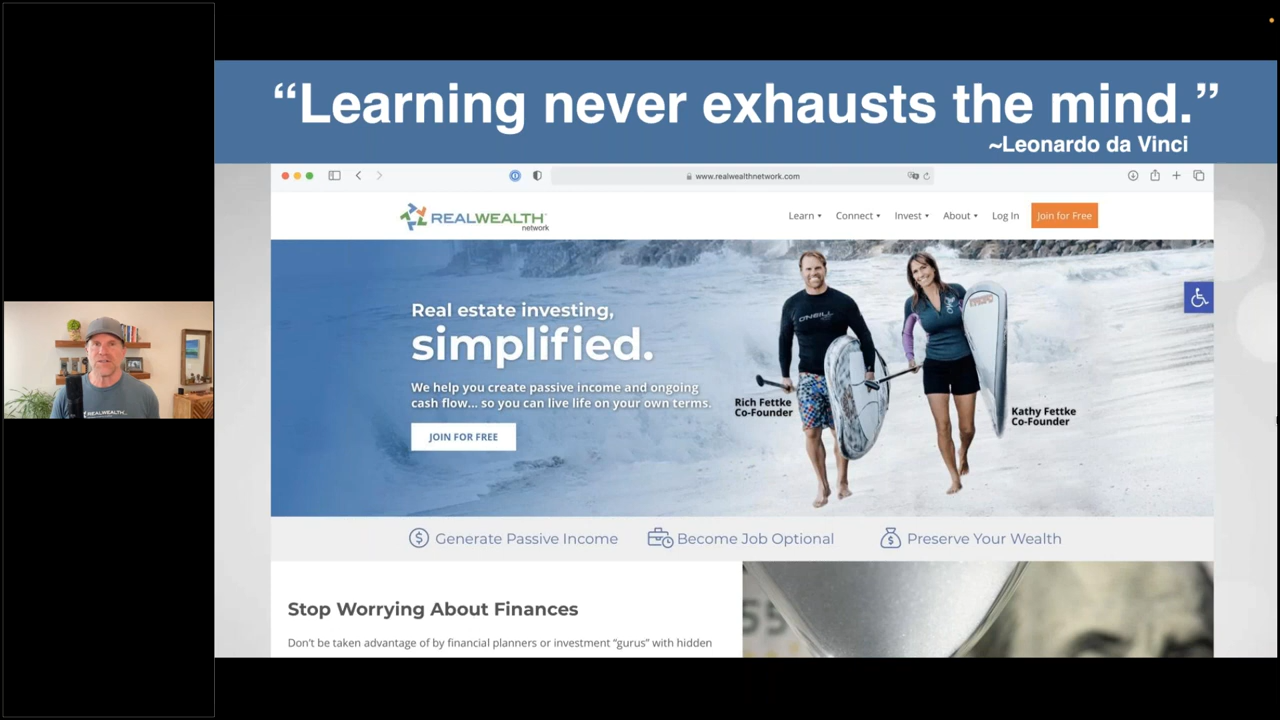 “Learning never exhausts the mind.”
~Leonardo da Vinci
www.realwealthnetwork.com
REALWEALTH
network
Learn
Connect
Invest
About
Log In
Join for Free
Real estate investing,
simplified.
We help you create passive income and ongoing
cash flow... so you can live life on your own terms.
JOIN FOR FREE
O'NEILL
Rich Fettke
Co-Founder
Kathy Fettke
Co-Founder
REALWEALTH
Generate Passive Income
Become Job Optional
Preserve Your Wealth
Stop Worrying About Finances
Don't be taken advantage of by financial planners or investment “gurus” with hidden